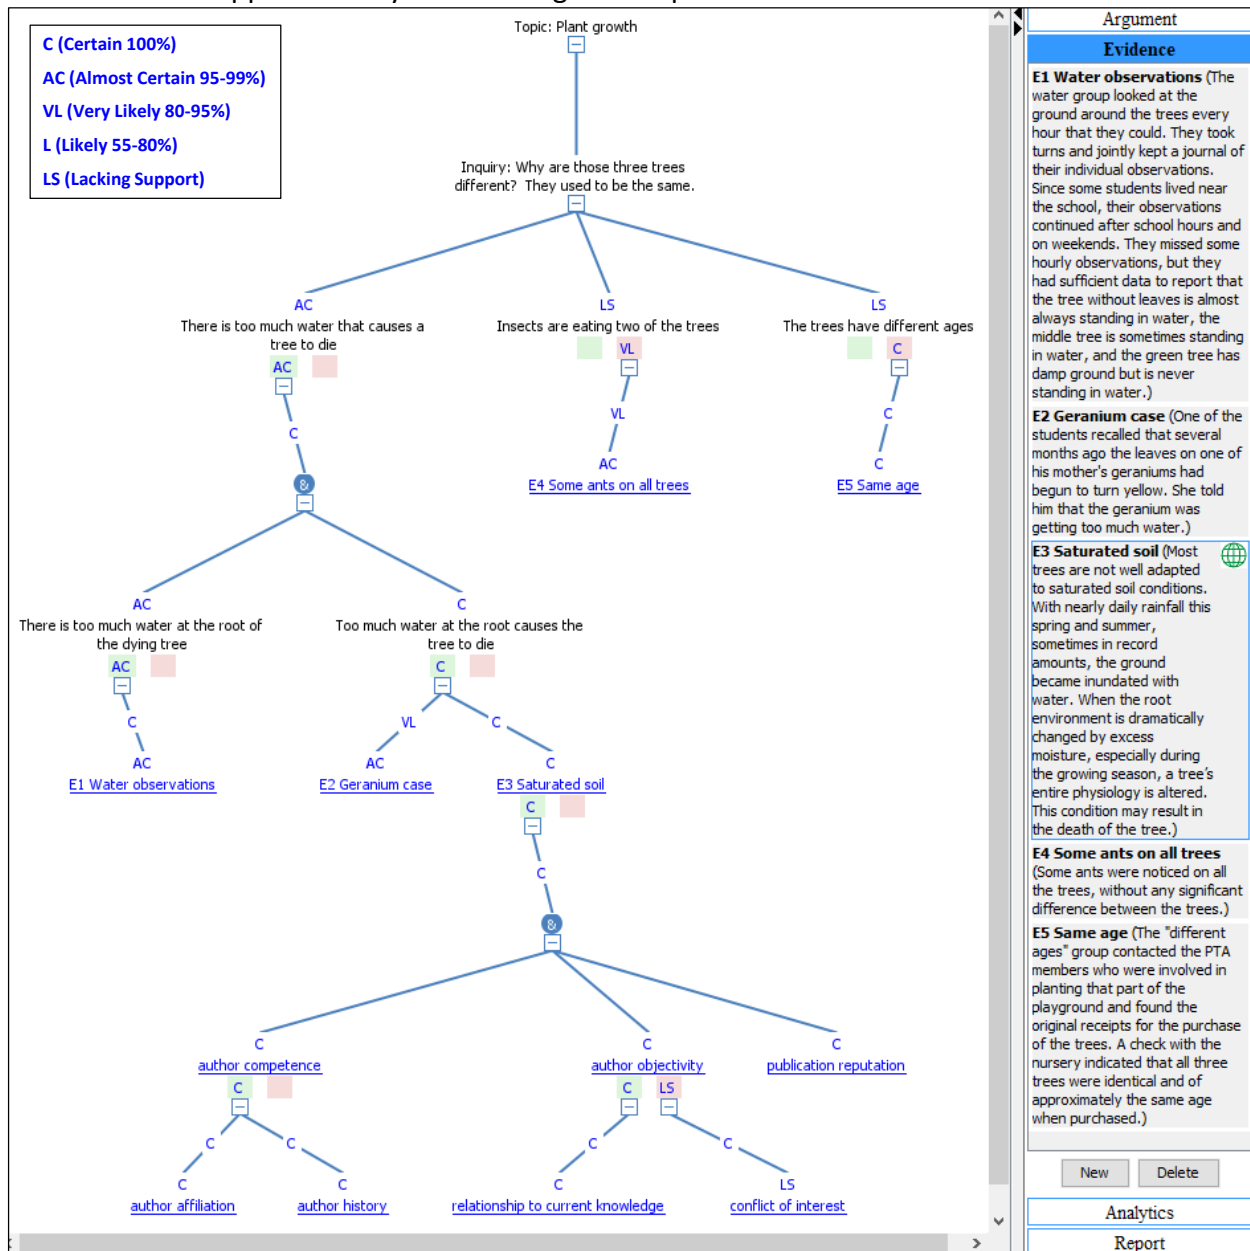 C (Certain 100%)
AC (Almost Certain 95-99%)
VL (Very Likely 80-95%)
L (Likely 55-80%)
LS (Lacking Support)
Topic: Plant growth
Inquiry: Why are those three trees
different? They used to be the same.
AC
There is too much water that causes a
tree to die
AC
LS
Insects are eating two of the trees
VL
LS
The trees have different ages
C
C
VL
C
&
AC
E4 Some ants on all trees
C
E5 Same age
AC
There is too much water at the root of
the dying tree
AC
C
Too much water at the root causes the
tree to die
C
C
VL
C
AC
E1 Water observations
AC
E2 Geranium case
C
E3 Saturated soil
C
C
&
C
author competence
C
C
author objectivity
C LS
C
publication reputation
C
C
C
C
C
author affiliation
C
author history
C
relationship to current knowledge
LS
conflict of interest
Argument
Evidence
E1 Water observations (The
water group looked at the
ground around the trees every
hour that they could. They took
turns and jointly kept a journal of
their individual observations.
Since some students lived near
the school, their observations
continued after school hours and
on weekends. They missed some
hourly observations, but they
had sufficient data to report that
the tree without leaves is almost
always standing in water, the
middle tree is sometimes standing
in water, and the green tree has
damp ground but is never
standing in water.)
E2 Geranium case (One of the
students recalled that several
months ago the leaves on one of
his mother's geraniums had
begun to turn yellow. She told
him that the geranium was
getting too much water.)
E3 Saturated soil (Most
trees are not well adapted
to saturated soil conditions.
With nearly daily rainfall this
spring and summer,
sometimes in record
amounts, the ground
became inundated with
water. When the root
environment is dramatically
changed by excess
moisture, especially during
the growing season, a tree's
entire physiology is altered.
This condition may result in
the death of the tree.)
E4 Some ants on all trees
(Some ants were noticed on all
the trees, without any significant
difference between the trees.)
E5 Same age (The "different
ages" group contacted the PTA
members who were involved in
planting that part of the
playground and found the
original receipts for the purchase
of the trees. A check with the
nursery indicated that all three
trees were identical and of
approximately the same age
when purchased.)
New
Delete
Analytics
Report